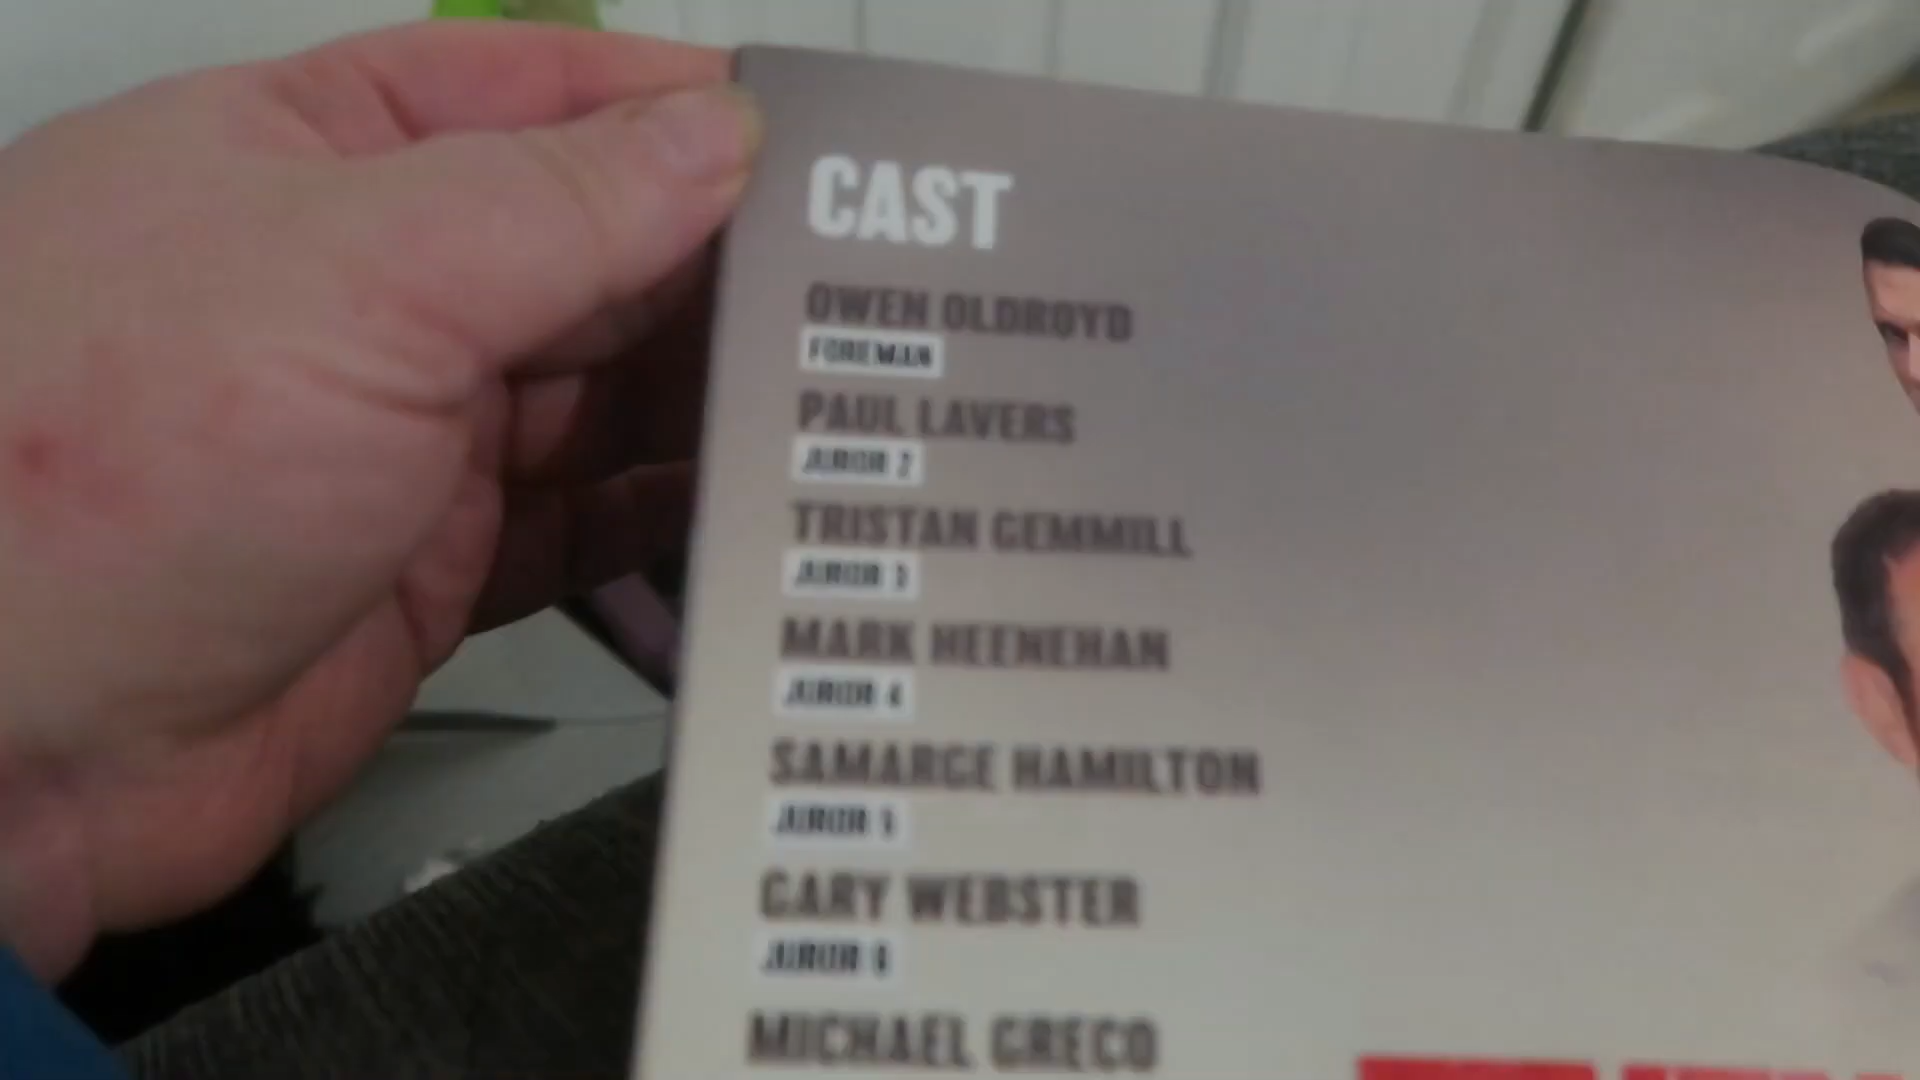 CAST
OWEN OLDROYD
FOREMAN
PAUL LAVERS
JUROR 2
TRISTAN GEMMILL
JUROR 3
MARK HEENEHAN
JUROR 4
SAMARGE HAMILTON
JUROR 5
GARY WEBSTER
JUROR 6
MICHAEL GRECO